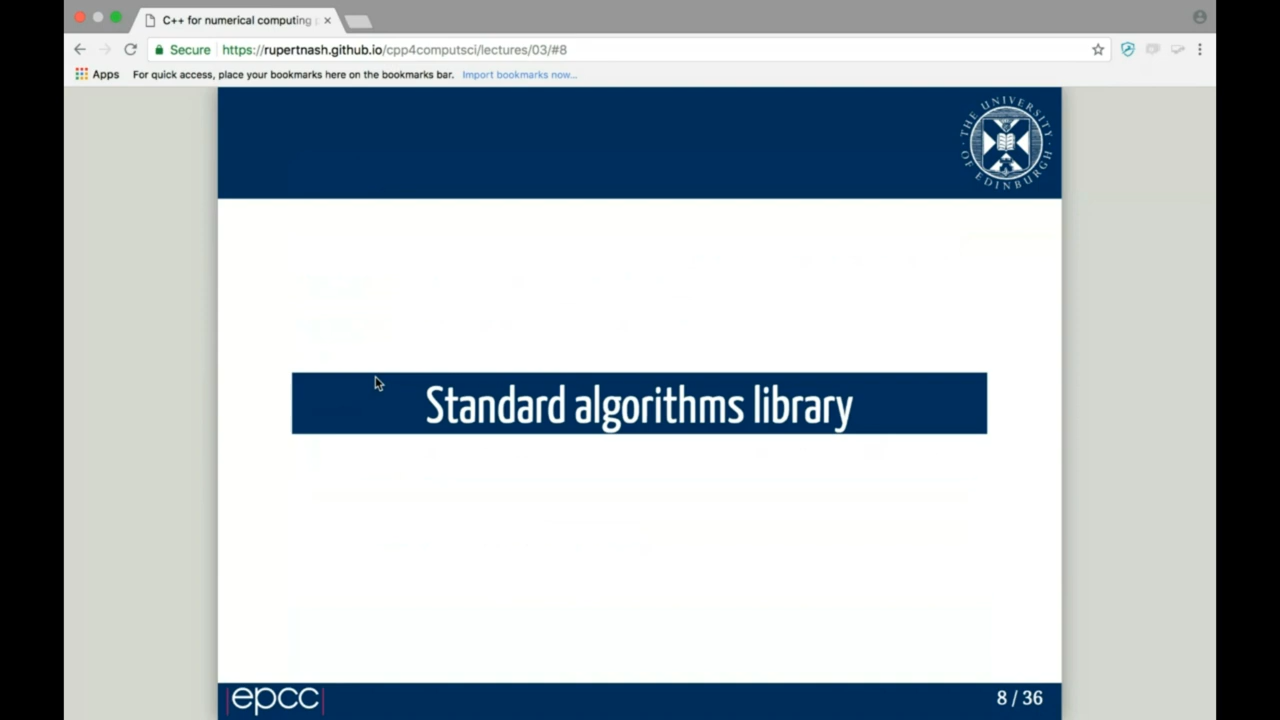 C++ for numerical computing
Secure https://rupertnash.github.io/cpp4computsci/lectures/03/#8
Apps For quick access, place your bookmarks here on the bookmarks bar. Import bookmarks now...
THE UNIVERSITY OF EDINBURGH
Standard algorithms library
epcc
8 / 36